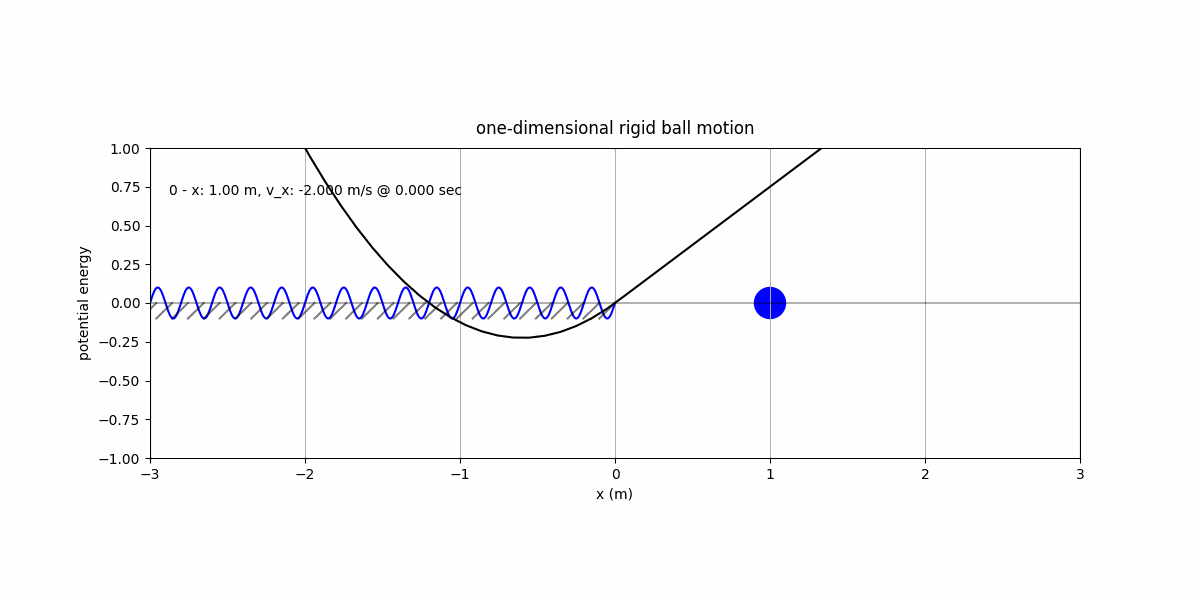 one-dimensional rigid ball motion
1.00
0 - x: 1.00 m, v_x: -2.000 m/s @ 0.000 sec
0.75
0.50
0.25
0.00
−0.25
−0.50
−0.75
−1.00
potential energy
−3 −2 −1 0 1 2 3
x (m)